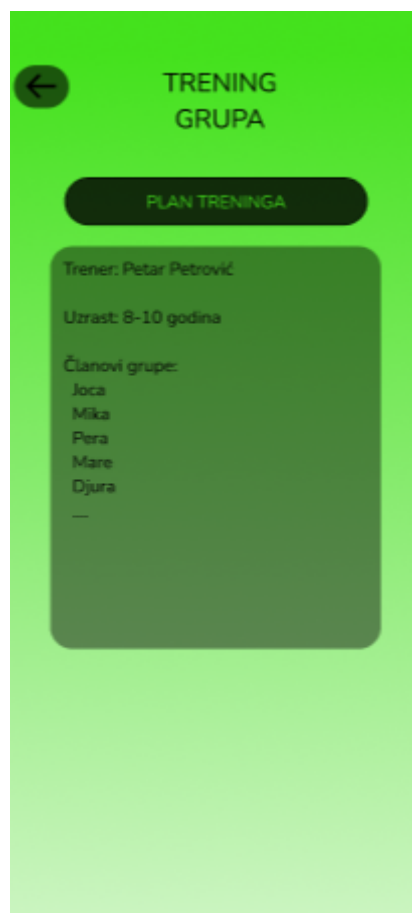 TRENING
GRUPA
PLAN TRENINGA
Trener: Petar Petrović
Uzrast: 8-10 godina
Članovi grupe:
Joca
Mika
Pera
Mare
Djura